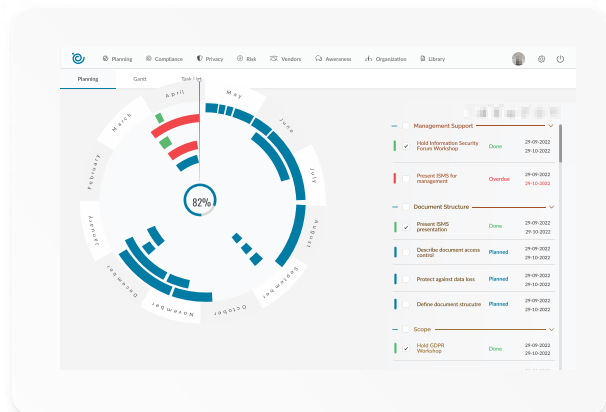 Planning
Compliance
Privacy
Risk
Vendors
Awareness
Organization
Library
Planning
Gantt
Task List
April
May
June
July
August
September
October
November
December
January
February
March
82%
Management Support
Hold Information Security
Forum Workshop
Done
29-09-2022
29-10-2022
Present ISMS for
management
Overdue
29-09-2022
29-10-2022
Document Structure
Present ISMS
presentation
Done
29-09-2022
29-10-2022
Describe document access
control
Planned
29-09-2022
29-10-2022
Protect against data loss
Planned
29-09-2022
29-10-2022
Define document strucutre
Planned
29-09-2022
29-10-2022
Scope
Hold GDPR
Workshop
Done
29-09-2022
29-10-2022